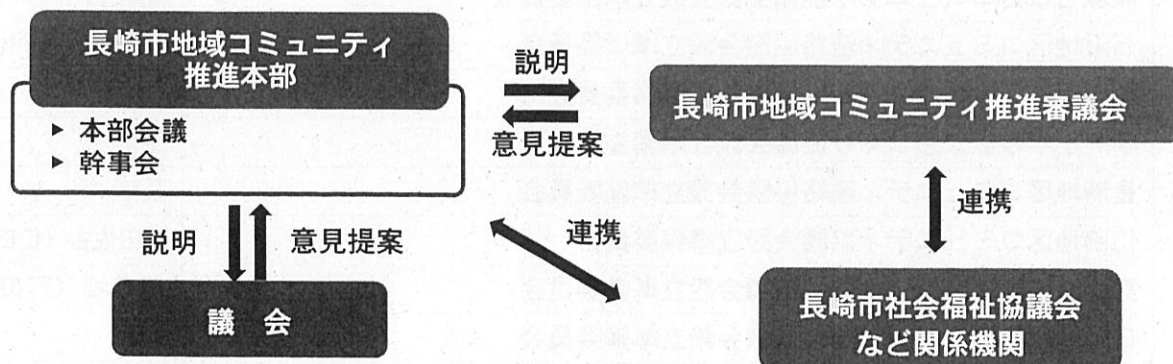 長崎市地域コミュニティ
推進本部
▶ 本部会議
▶ 幹事会
説明
意見提案
長崎市地域コミュニティ推進審議会
説明
意見提案
連携
連携
議　会
長崎市社会福祉協議会
など関係機関